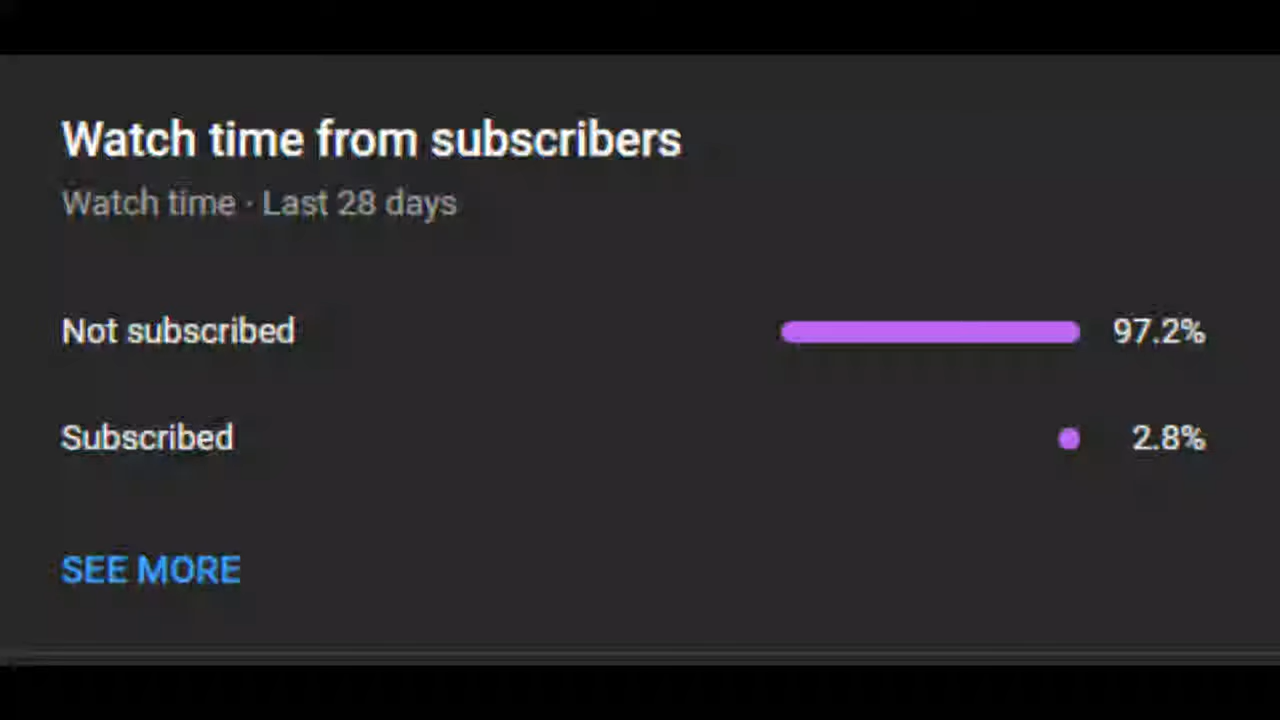 Watch time from subscribers
Watch time · Last 28 days
Not subscribed 97.2%
Subscribed 2.8%
SEE MORE